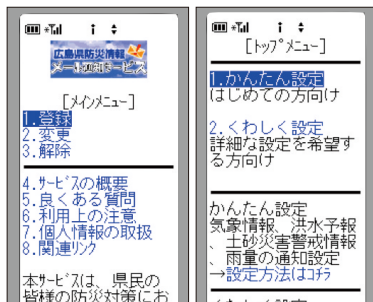 広島県防災情報
メール通知サービス
[メインメニュー]
1.登録
2.変更
3.解除
4.サービスの概要
5.良くある質問
6.利用上の注意
7.個人情報の取扱
8.関連リンク
本サービスは、県民の
皆様の防災対策にお
[トップメニュー]
1.かんたん設定
はじめての方向け
2.くわしく設定
詳細な設定を希望す
る方向け
かんたん設定
気象情報、洪水予報
、土砂災害警戒情報
、雨量の通知設定
→設定方法はコチラ